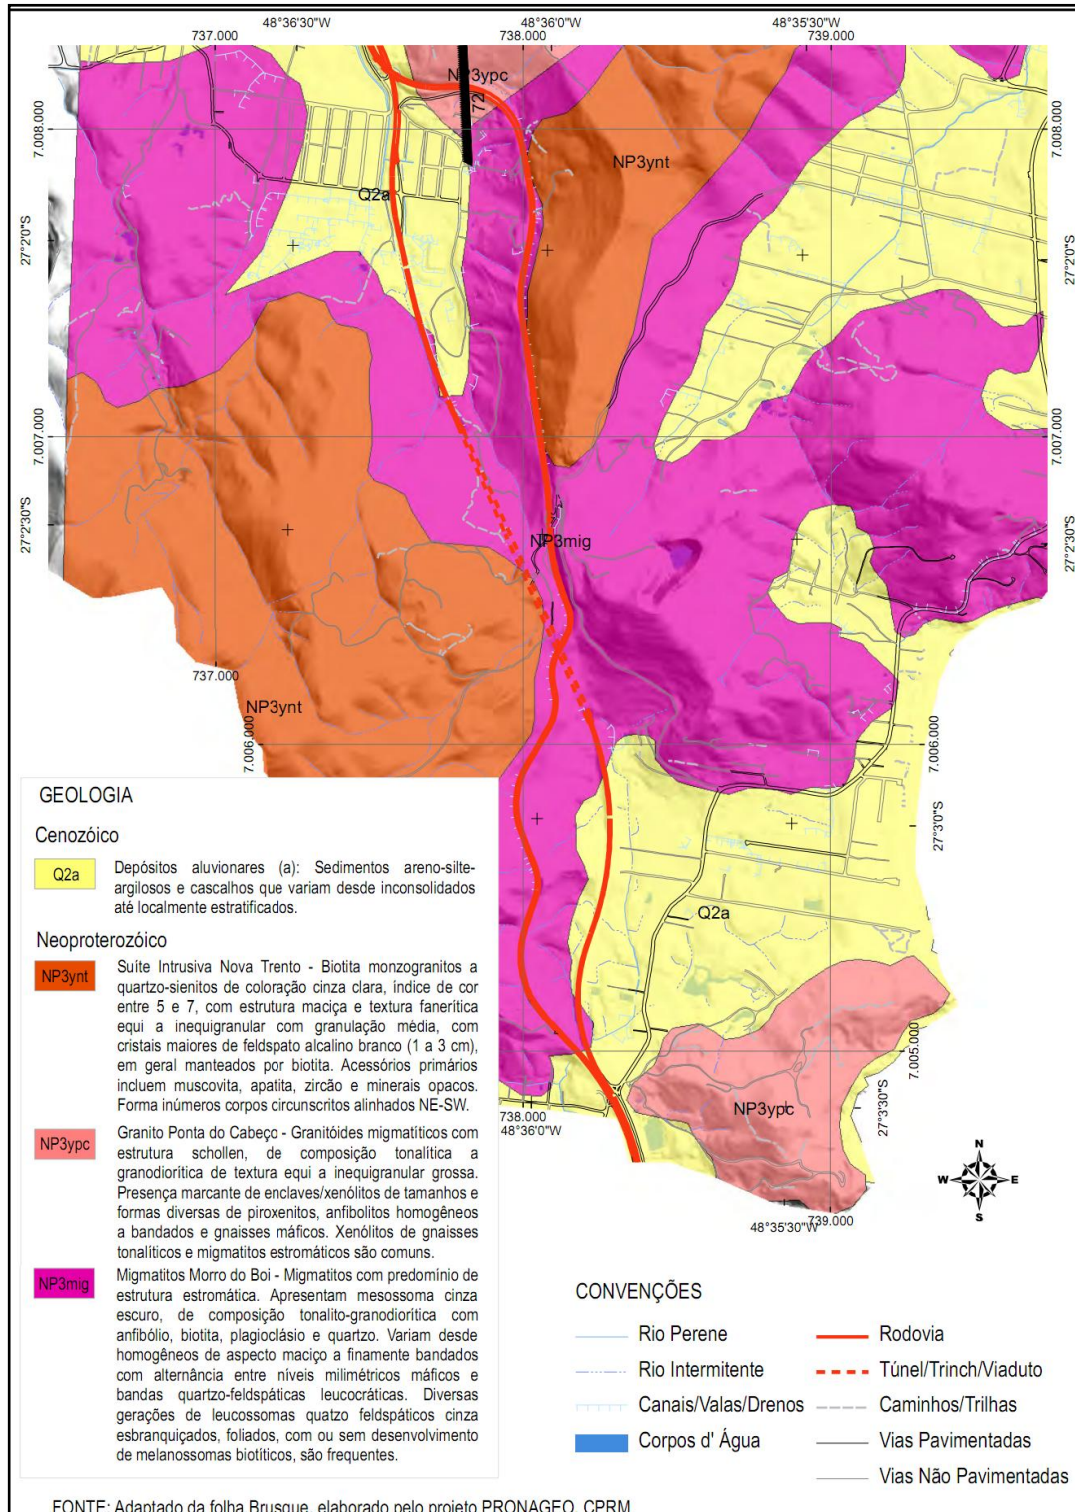 48°36'30"W
48°36'0"W
48°35'30"W
737.000
738.000
739.000
NP3ypc
72
7.008.000
7.008.000
NP3ynt
Q2a
27°2'0"S
27°2'0"S
7.007.000
7.007.000
27°2'30"S
27°2'30"S
NP3mig
737.000
NP3ynt
7.006.000
7.006.000
27°3'0"S
Q2a
7.005.000
27°3'30"S
NP3ypc
738.000
48°36'0"W
48°35'30"W
739.000
N
W
E
S
GEOLOGIA
Cenozóico
Q2a
Depósitos aluvionares (a): Sedimentos areno-silte-
argilosos e cascalhos que variam desde inconsolidados
até localmente estratificados.
Neoproterozóico
NP3ynt
Suíte Intrusiva Nova Trento - Biotita monzogranitos a
quartzo-sienitos de coloração cinza clara, índice de cor
entre 5 e 7, com estrutura maciça e textura fanerítica
equi a inequigranular com granulação média, com
cristais maiores de feldspato alcalino branco (1 a 3 cm),
em geral manteados por biotita. Acessórios primários
incluem muscovita, apatita, zircão e minerais opacos.
Forma inúmeros corpos circunscritos alinhados NE-SW.
NP3ypc
Granito Ponta do Cabeço - Granitóides migmatíticos com
estrutura schollen, de composição tonalítica a
granodiorítica de textura equi a inequigranular grossa.
Presença marcante de enclaves/xenólitos de tamanhos e
formas diversas de piroxenitos, anfibolitos homogêneos
a bandados e gnaisses máficos. Xenólitos de gnaisses
tonalíticos e migmatitos estromáticos são comuns.
NP3mig
Migmatitos Morro do Boi - Migmatitos com predomínio de
estrutura estromática. Apresentam mesossoma cinza
escuro, de composição tonalito-granodiorítica com
anfibólio, biotita, plagioclásio e quartzo. Variam desde
homogêneos de aspecto maciço a finamente bandados
com alternância entre níveis milimétricos máficos e
bandas quartzo-feldspáticas leucocráticas. Diversas
gerações de leucossomas quatzo feldspáticos cinza
esbranquiçados, foliados, com ou sem desenvolvimento
de melanossomas biotíticos, são frequentes.
CONVENÇÕES
Rio Perene
Rio Intermitente
Canais/Valas/Drenos
Corpos d' Água
Rodovia
Túnel/Trinch/Viaduto
Caminhos/Trilhas
Vias Pavimentadas
Vias Não Pavimentadas
FONTE: Adaptado da folha Brusque, elaborado pelo projeto PRONAGEO, CPRM